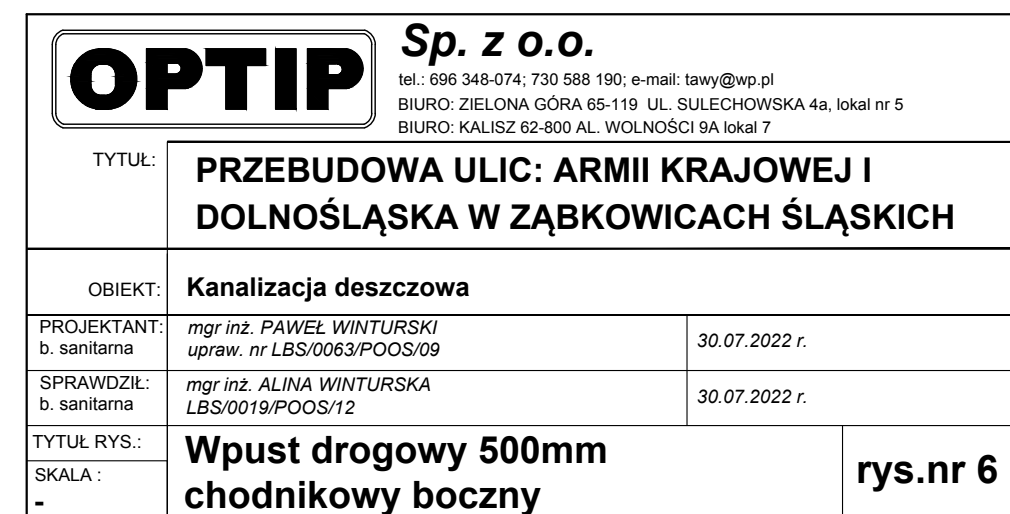 OPTIP
Sp. z o.o.
tel.: 696 348-074; 730 588 190; e-mail: tawy@wp.pl
BIURO: ZIELONA GÓRA 65-119 UL. SULECHOWSKA 4a, lokal nr 5
BIURO: KALISZ 62-800 AL. WOLNOŚCI 9A lokal 7
TYTUŁ:
PRZEBUDOWA ULIC: ARMII KRAJOWEJ I
DOLNOŚLĄSKA W ZĄBKOWICACH ŚLĄSKICH
OBIEKT:
Kanalizacja deszczowa
PROJEKTANT:
b. sanitarna
mgr inż. PAWEŁ WINTURSKI
upraw. nr LBS/0063/POOS/09
30.07.2022 r.
SPRAWDZIŁ:
b. sanitarna
mgr inż. ALINA WINTURSKA
LBS/0019/POOS/12
30.07.2022 r.
TYTUŁ RYS.:
SKALA :
-
Wpust drogowy 500mm
chodnikowy boczny
rys.nr 6